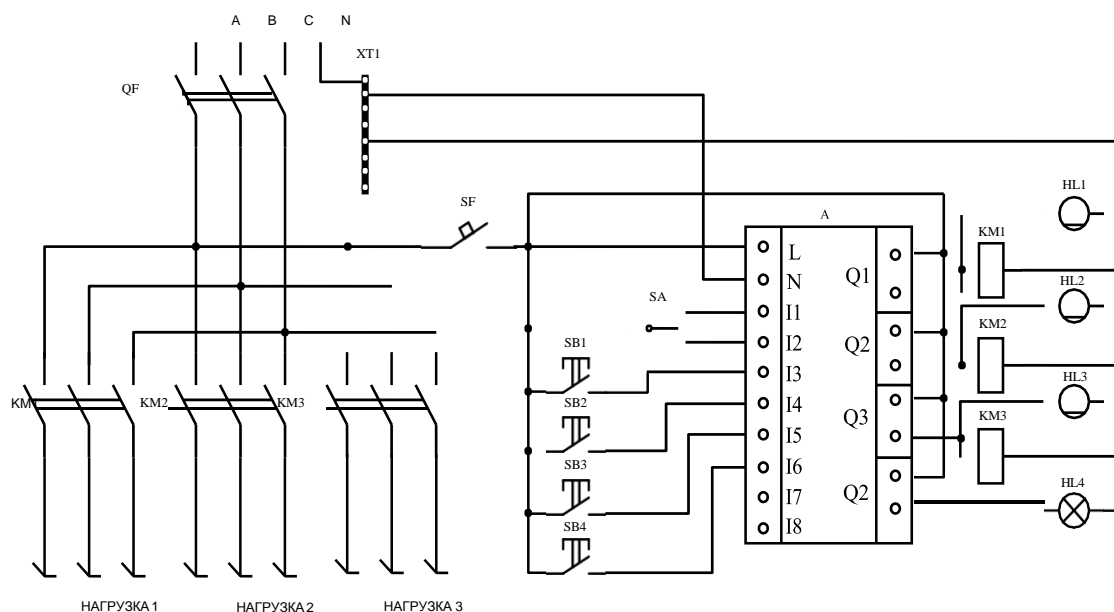 A B C N
XT1
QF
SF
HL1
A
L
Q1
KM1
N
SA
I1
HL2
I2
Q2
KM2
SB1
I3
KM1 KM2 KM3
SB2
I4
Q3
HL3
KM3
I5
SB3
I6
HL4
Q2
I7
SB4
I8
НАГРУЗКА 1 НАГРУЗКА 2 НАГРУЗКА 3